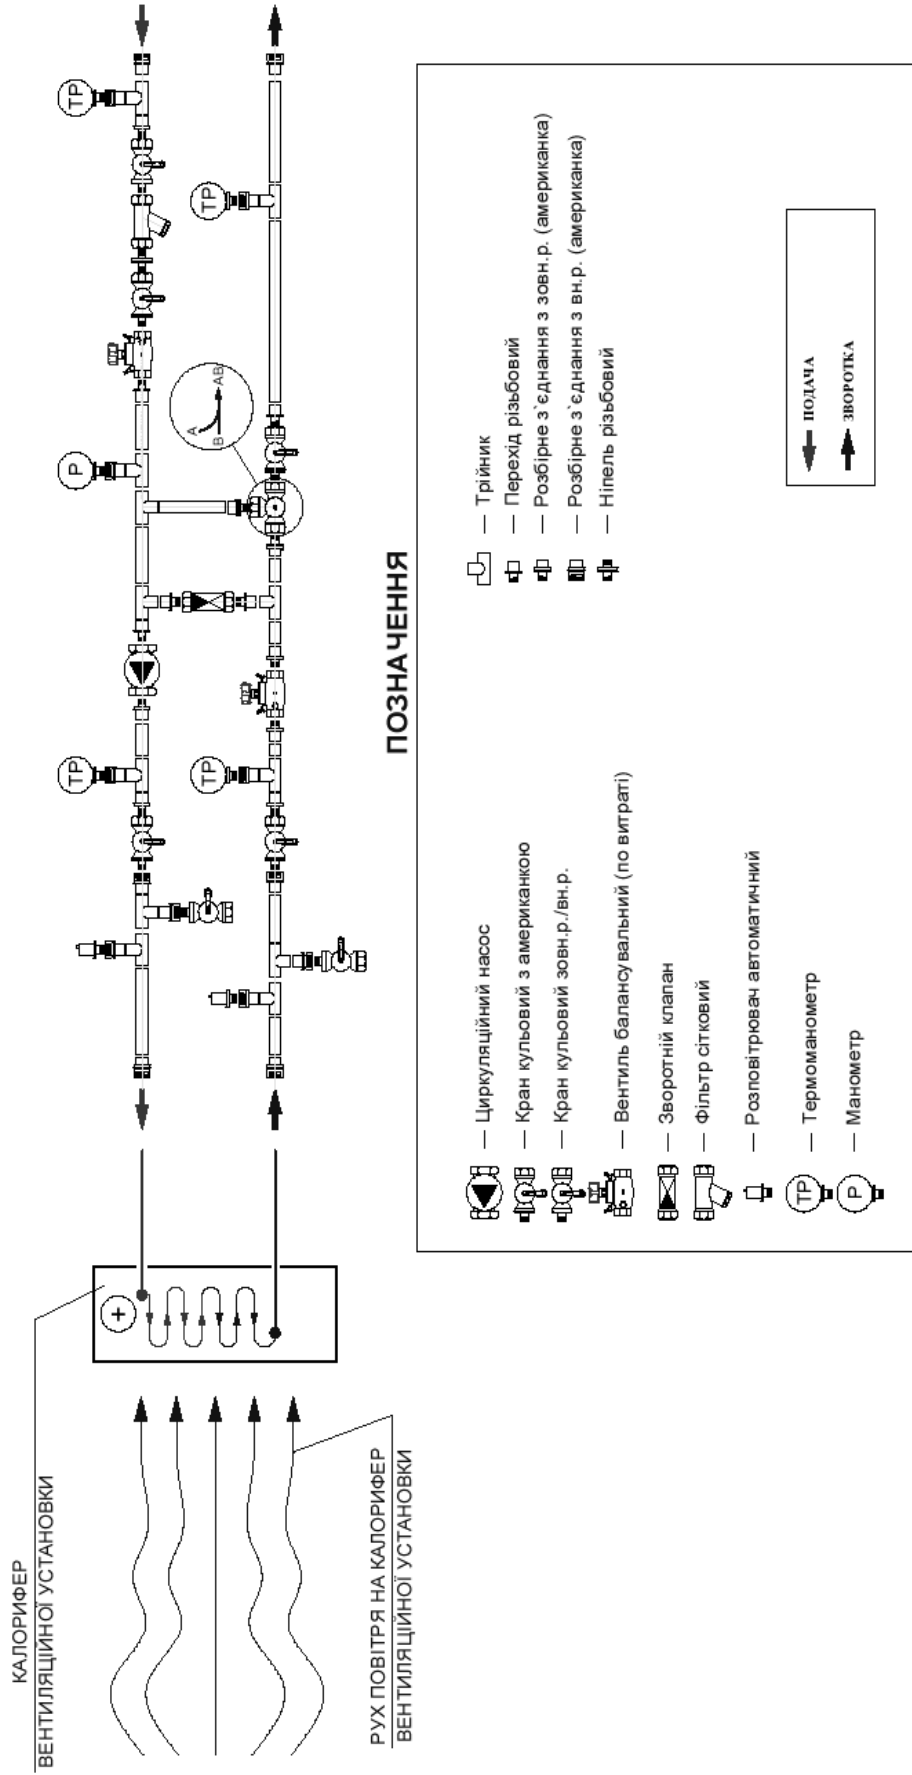 КАЛОРИФЕР
ВЕНТИЛЯЦІЙНОЇ УСТАНОВКИ
РУХ ПОВІТРЯ НА КАЛОРИФЕР
ВЕНТИЛЯЦІЙНОЇ УСТАНОВКИ
TP
TP
P
TP
TP
A
B
AB
ПОЗНАЧЕННЯ
— Циркуляційний насос
— Кран кульовий з американкою
— Кран кульовий зовн.р./вн.р.
— Вентиль балансувальний (по витраті)
— Зворотній клапан
— Фільтр сітковий
— Розповітрювач автоматичний
TP — Термоманометр
P — Манометр
— Трійник
— Перехід різьбовий
— Розбірне з`єднання з зовн.р. (американка)
— Розбірне з`єднання з вн.р. (американка)
— Ніпель різьбовий
ПОДАЧА
ЗВОРОТКА